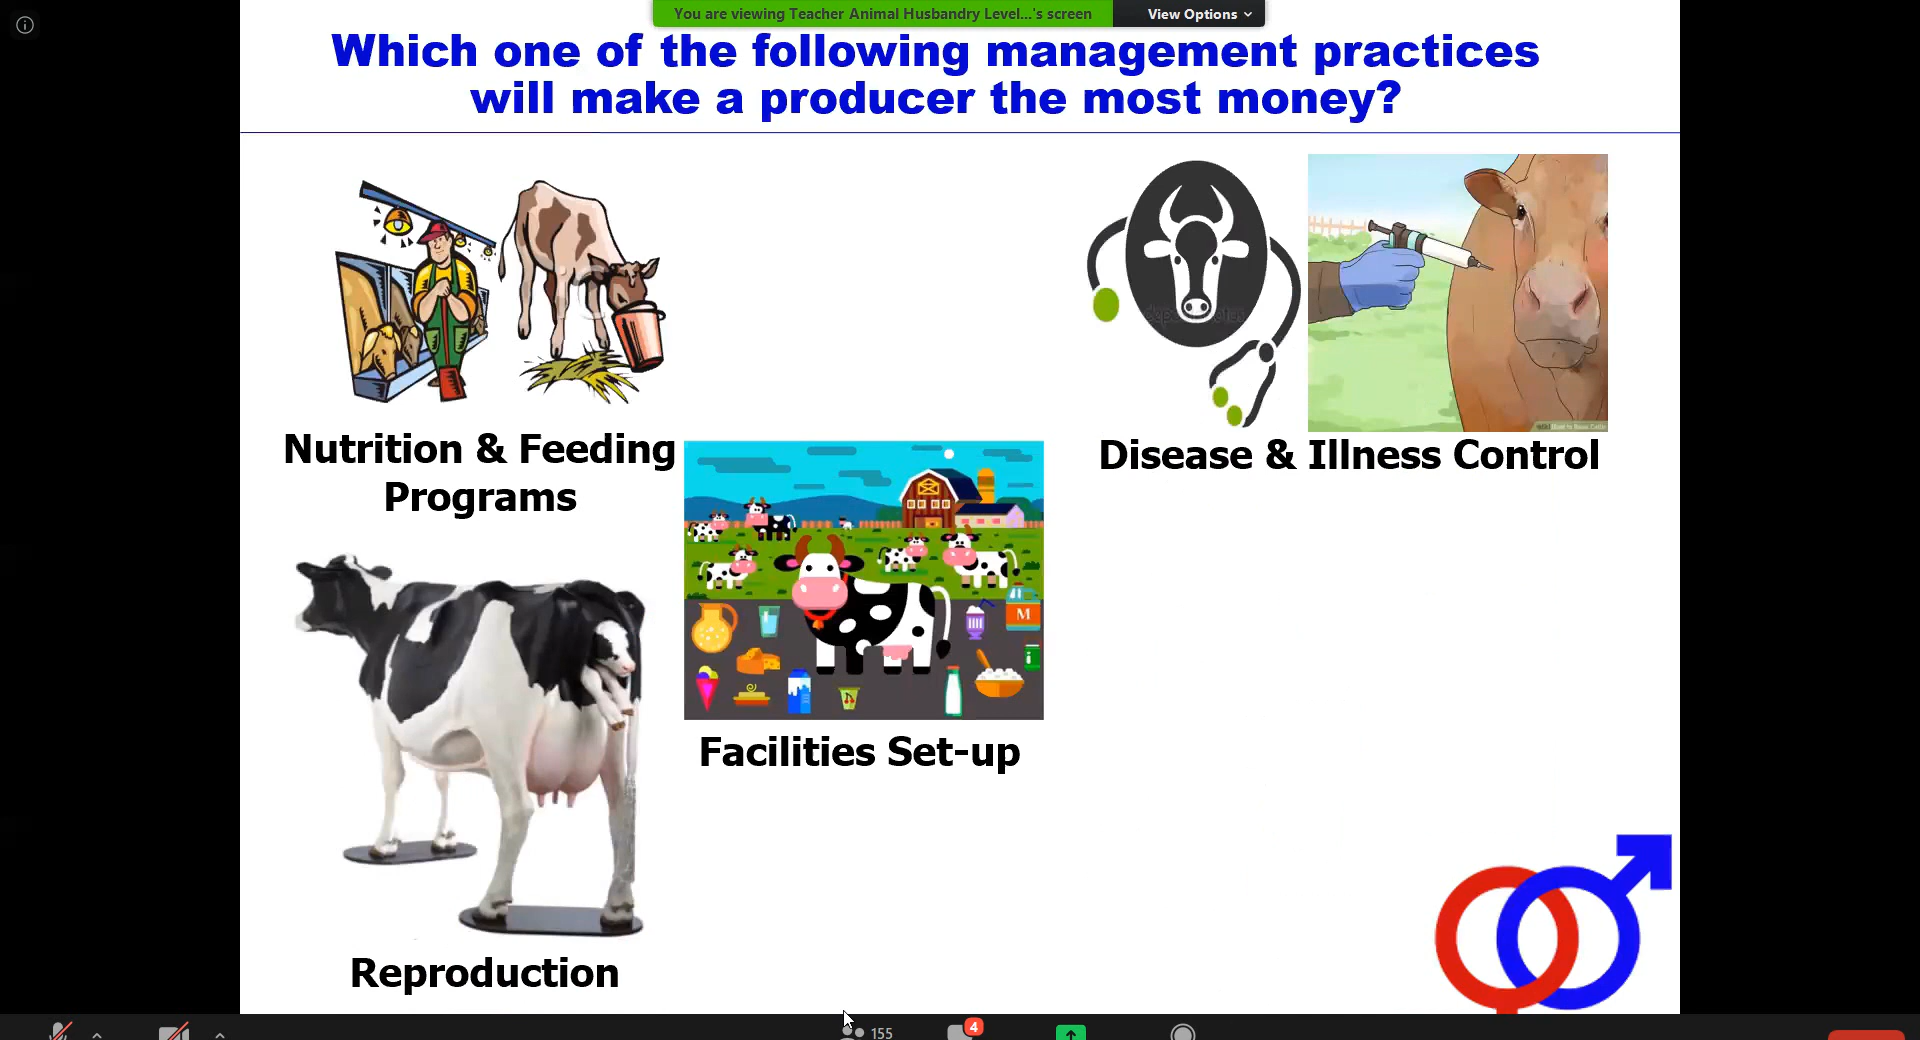 You are viewing Teacher Animal Husbandry Level...'s screen
View Options
Which one of the following management practices
will make a producer the most money?
Nutrition & Feeding
Programs
Disease & Illness Control
M
Facilities Set-up
Reproduction
155
4